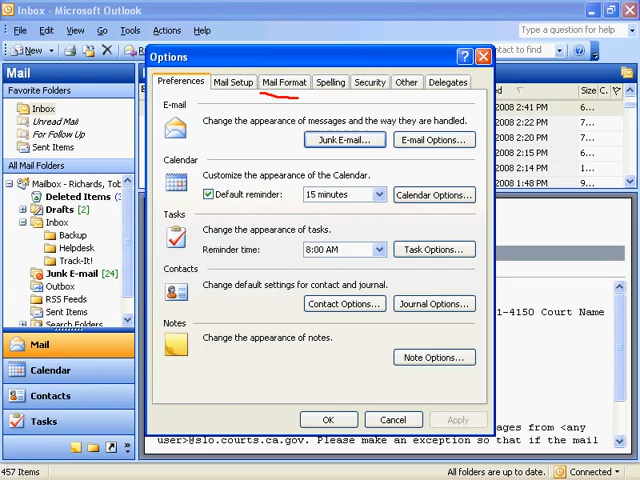 Inbox - Microsoft Outlook
File Edit View Go Tools Actions Help
Type a question for help
New
Mail
Favorite Folders
Inbox
Unread Mail
For Follow Up
Sent Items
All Mail Folders
Mailbox - Richards, Tob
Deleted Items
Drafts [2]
Inbox
Backup
Helpdesk
Track-It!
Junk E-mail [24]
Outbox
RSS Feeds
Sent Items
Search Folders
Mail
Calendar
Contacts
Tasks
457 Items
Options
Preferences Mail Setup Mail Format Spelling Security Other Delegates
E-mail
Change the appearance of messages and the way they are handled.
Junk E-mail... E-mail Options...
Calendar
Customize the appearance of the Calendar.
Default reminder: 15 minutes Calendar Options...
Tasks
Change the appearance of tasks.
Reminder time: 8:00 AM Task Options...
Contacts
Change default settings for contact and journal.
Contact Options... Journal Options...
Notes
Change the appearance of notes.
Note Options...
OK Cancel Apply
ntact to find
Size C.
2008 2:41 PM 6...
2008 2:22 PM 7...
2008 2:20 PM 6...
2008 2:15 PM 6...
2008 2:14 PM 9...
2008 1:48 PM 9...
1-4150 Court Name
ages from <any
user>@slo.courts.ca.gov. Please make an exception so that if the mail
All folders are up to date. Connected